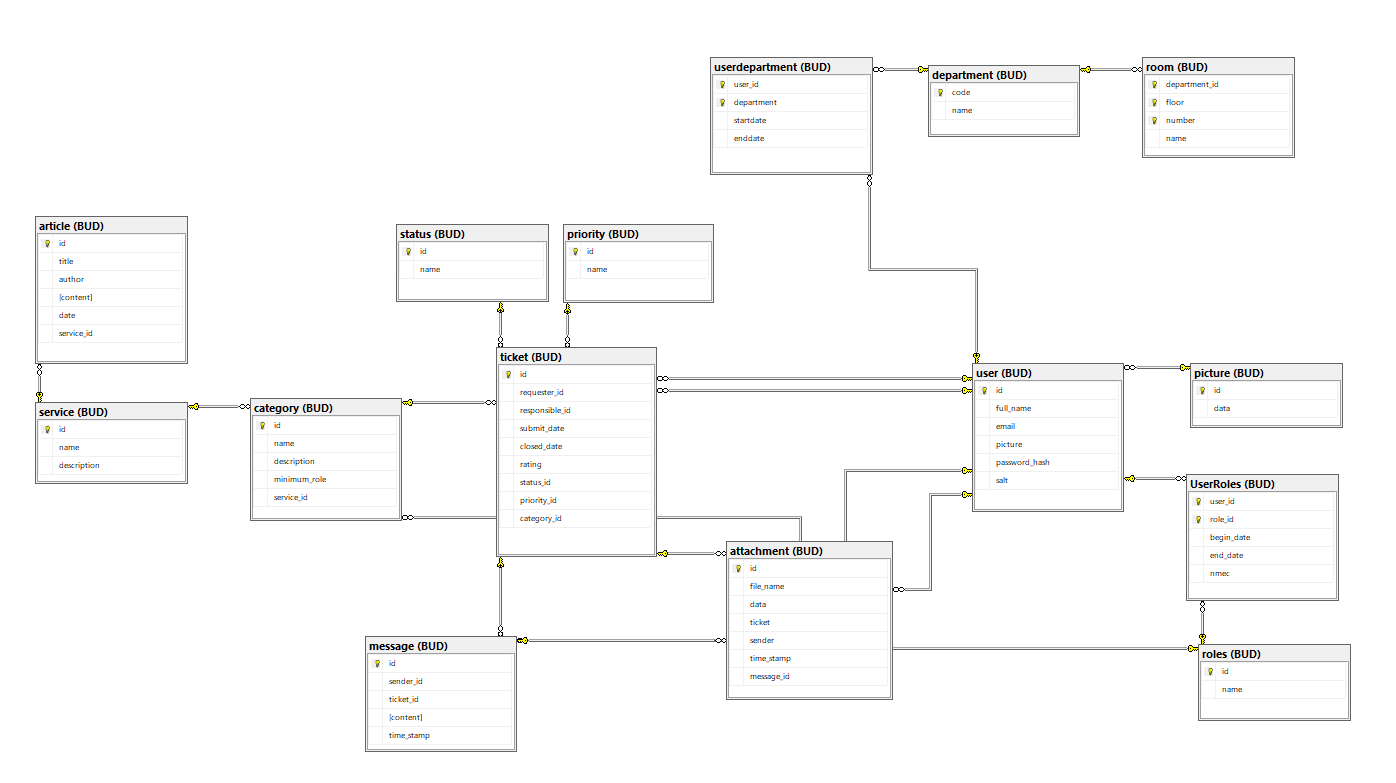 userdepartment (BUD)
user_id
department
startdate
enddate
department (BUD)
code
name
room (BUD)
department_id
floor
number
name
article (BUD)
id
title
author
[content]
date
service_id
status (BUD)
id
name
priority (BUD)
id
name
service (BUD)
id
name
description
category (BUD)
id
name
description
minimum_role
service_id
ticket (BUD)
id
requester_id
responsible_id
submit_date
closed_date
rating
status_id
priority_id
category_id
user (BUD)
id
full_name
email
picture
password_hash
salt
picture (BUD)
id
data
UserRoles (BUD)
user_id
role_id
begin_date
end_date
nmec
attachment (BUD)
id
file_name
data
ticket
sender
time_stamp
message_id
message (BUD)
id
sender_id
ticket_id
[content]
time_stamp
roles (BUD)
id
name